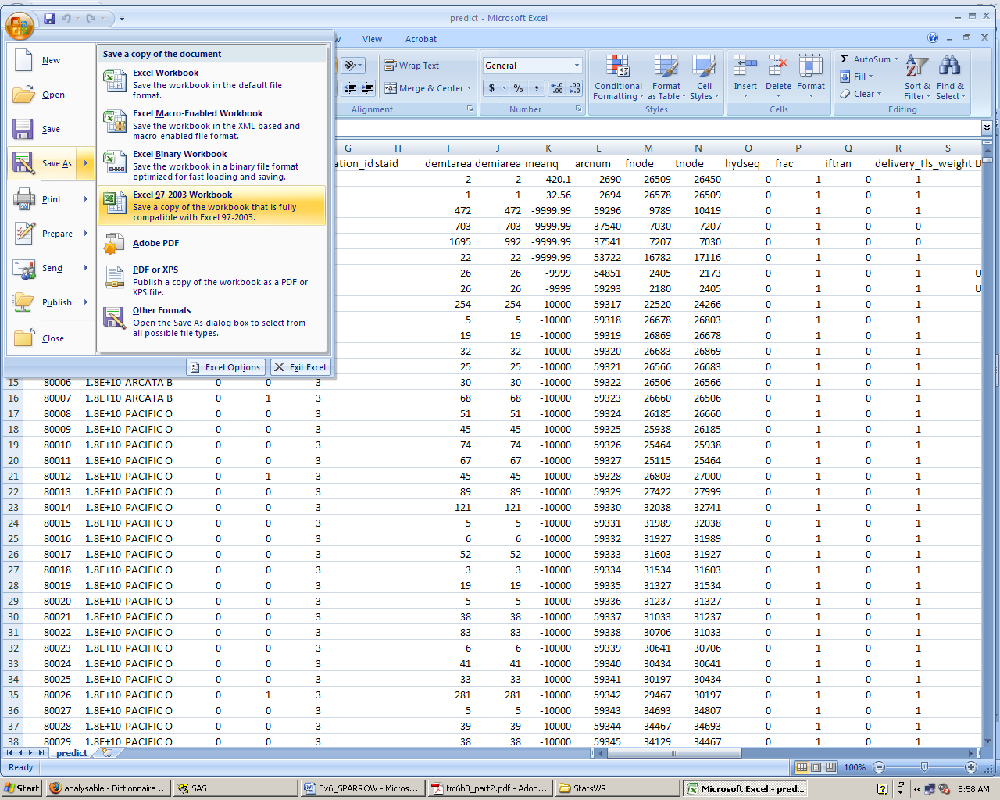 predict - Microsoft Excel
View Acrobat
New
Open
Save
Save As
Print
Prepare
Send
Publish
Close
Save a copy of the document
Excel Workbook
Save the workbook in the default file
format.
Excel Macro-Enabled Workbook
Save the workbook in the XML-based and
macro-enabled file format.
Excel Binary Workbook
Save the workbook in a binary file format
optimized for fast loading and saving.
Excel 97-2003 Workbook
Save a copy of the workbook that is fully
compatible with Excel 97-2003.
Adobe PDF
PDF or XPS
Publish a copy of the workbook as a PDF or
XPS file.
Other Formats
Open the Save As dialog box to select from
all possible file types.
Excel Options Exit Excel
Wrap Text
Merge & Center
Alignment
General
$ % ,
Number
Conditional Formatting
Format as Table
Cell Styles
Styles
Insert Delete Format
Cells
Σ AutoSum
Fill
Clear
Sort & Filter
Find & Select
Editing
G H I J K L M N O P Q R S
ation_id staid demtarea demiarea meanq arcnum fnode tnode hydseq frac iftran delivery_t ls_weight LU
2 2 420.1 2690 26509 26450 0 1 0 1
1 1 32.56 2694 26578 26509 0 1 0 1
472 472 -9999.99 59296 9789 10419 0 1 0 1
703 703 -9999.99 37540 7030 7207 0 1 0 0
1695 992 -9999.99 37541 7207 7030 0 1 0 0
22 22 -9999.99 53722 16782 17116 0 1 0 1
26 26 -9999 54851 2405 2173 0 1 0 1 U
26 26 -9999 59293 2180 2405 0 1 0 1 U
254 254 -10000 59317 22520 24266 0 1 0 1
5 5 -10000 59318 26678 26803 0 1 0 1
19 19 -10000 59319 26869 26678 0 1 0 1
32 32 -10000 59320 26683 26869 0 1 0 1
25 25 -10000 59321 26566 26683 0 1 0 1
15 80006 1.8E+10 ARCATA B 0 0 3 30 30 -10000 59322 26506 26566 0 1 0 1
16 80007 1.8E+10 ARCATA B 0 1 3 68 68 -10000 59323 26660 26506 0 1 0 1
17 80008 1.8E+10 PACIFIC O 0 0 3 51 51 -10000 59324 26185 26660 0 1 0 1
18 80009 1.8E+10 PACIFIC O 0 0 3 45 45 -10000 59325 25938 26185 0 1 0 1
19 80010 1.8E+10 PACIFIC O 0 0 3 74 74 -10000 59326 25464 25938 0 1 0 1
20 80011 1.8E+10 PACIFIC O 0 0 3 67 67 -10000 59327 25115 25464 0 1 0 1
21 80012 1.8E+10 PACIFIC O 0 1 3 45 45 -10000 59328 26803 27000 0 1 0 1
22 80013 1.8E+10 PACIFIC O 0 0 3 89 89 -10000 59329 27422 27999 0 1 0 1
23 80014 1.8E+10 PACIFIC O 0 0 3 121 121 -10000 59330 32038 32741 0 1 0 1
24 80015 1.8E+10 PACIFIC O 0 0 3 5 5 -10000 59331 31989 32038 0 1 0 1
25 80016 1.8E+10 PACIFIC O 0 0 3 6 6 -10000 59332 31927 31989 0 1 0 1
26 80017 1.8E+10 PACIFIC O 0 0 3 52 52 -10000 59333 31603 31927 0 1 0 1
27 80018 1.8E+10 PACIFIC O 0 0 3 3 3 -10000 59334 31534 31603 0 1 0 1
28 80019 1.8E+10 PACIFIC O 0 0 3 19 19 -10000 59335 31327 31534 0 1 0 1
29 80020 1.8E+10 PACIFIC O 0 0 3 5 5 -10000 59336 31237 31327 0 1 0 1
30 80021 1.8E+10 PACIFIC O 0 0 3 38 38 -10000 59337 31033 31237 0 1 0 1
31 80022 1.8E+10 PACIFIC O 0 0 3 83 83 -10000 59338 30706 31033 0 1 0 1
32 80023 1.8E+10 PACIFIC O 0 0 3 6 6 -10000 59339 30641 30706 0 1 0 1
33 80024 1.8E+10 PACIFIC O 0 0 3 41 41 -10000 59340 30434 30641 0 1 0 1
34 80025 1.8E+10 PACIFIC O 0 0 3 33 33 -10000 59341 30197 30434 0 1 0 1
35 80026 1.8E+10 PACIFIC O 0 1 3 281 281 -10000 59342 29467 30197 0 1 0 1
36 80027 1.8E+10 PACIFIC O 0 0 3 5 5 -10000 59343 34693 34807 0 1 0 1
37 80028 1.8E+10 PACIFIC O 0 0 3 39 39 -10000 59344 34467 34693 0 1 0 1
38 80029 1.8E+10 PACIFIC O 0 0 3 38 38 -10000 59345 34129 34467 0 1 0 1
predict
Ready 100%
Start analysable - Dictionnaire ... SAS Ex6_SPARROW - Micros... tm6b3_part2.pdf - Adob... StatsWR Microsoft Excel - pred... 8:58 AM